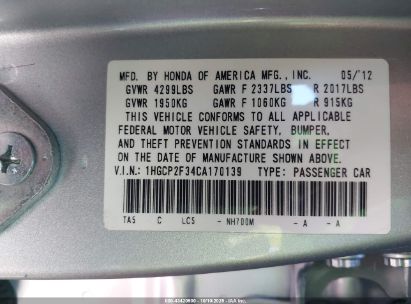 MFD. BY HONDA OF AMERICA MFG., INC. 05/'12
GVWR 4299LBS GAWR F 2337LBS R 2017LBS
GVWR 1950KG GAWR F 1060KG R 915KG
THIS VEHICLE CONFORMS TO ALL APPLICABLE
FEDERAL MOTOR VEHICLE SAFETY, BUMPER,
AND THEFT PREVENTION STANDARDS IN EFFECT
ON THE DATE OF MANUFACTURE SHOWN ABOVE.
V.I.N.: 1HGCP2F34CA170139 TYPE: PASSENGER CAR
TA5 C LC5 - NH700M - A - A